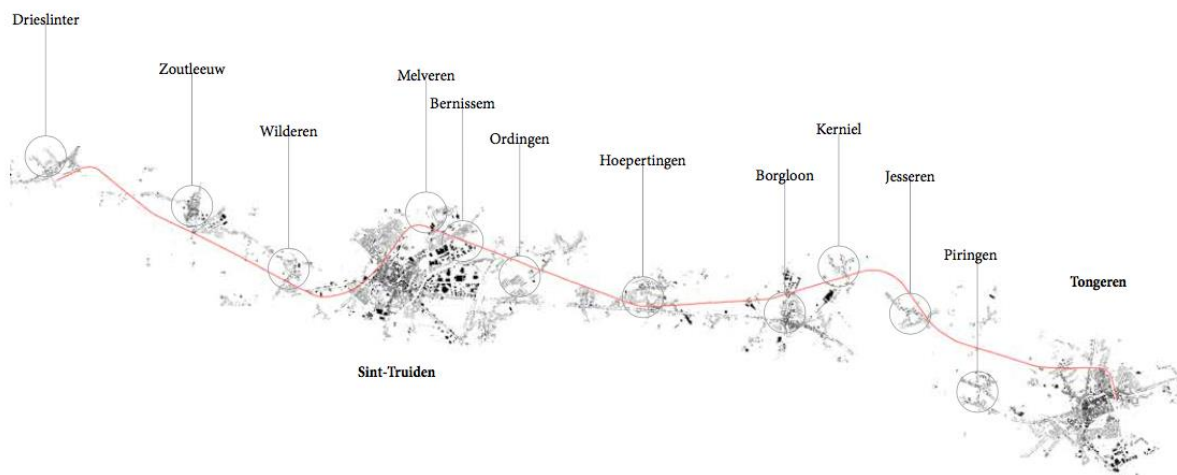 Drieslinter
Zoutleeuw
Wilderen
Melveren
Bernissem
Ordingen
Hoepertingen
Borgloon
Kerniel
Jesseren
Piringen
Tongeren
Sint-Truiden